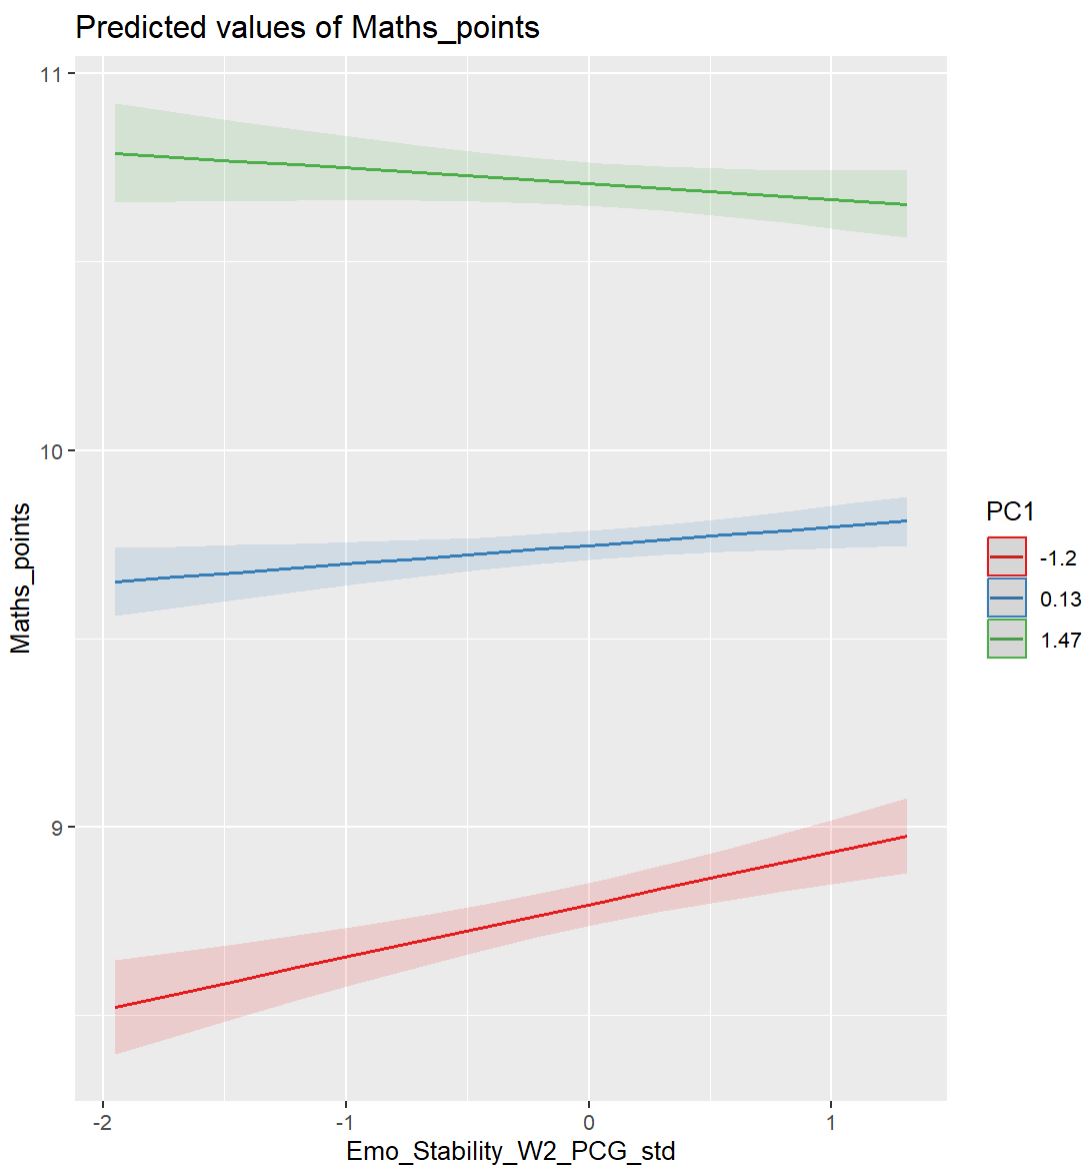 Predicted values of Maths_points
11
10
9
Maths_points
-2
-1
0
1
Emo_Stability_W2_PCG_std
PC1
-1.2
0.13
1.47